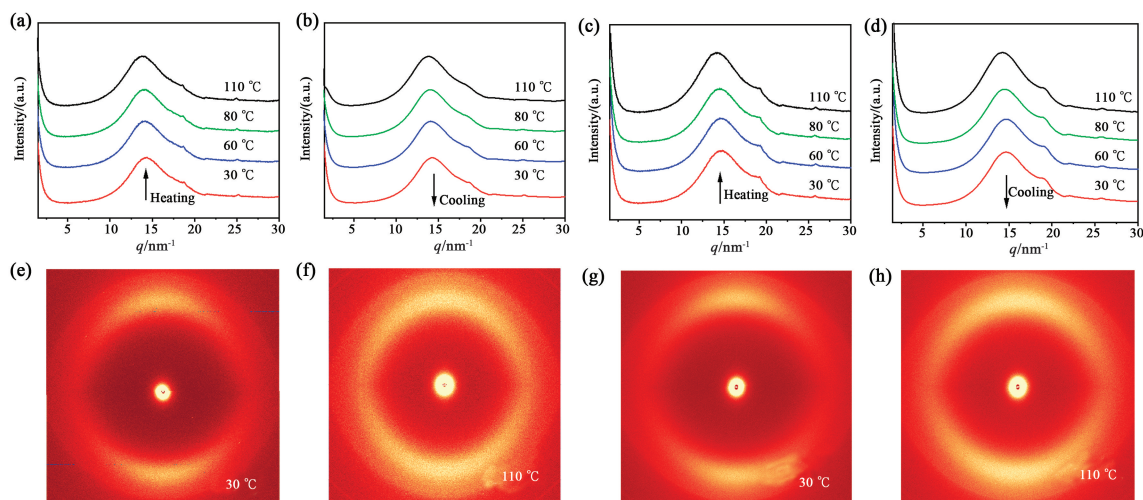 (a)
Intensity/(a.u.)
110 °C
80 °C
60 °C
30 °C
Heating
5 10 15 20 25 30
q/nm⁻¹
(b)
Intensity/(a.u.)
110 °C
80 °C
60 °C
30 °C
Cooling
5 10 15 20 25 30
q/nm⁻¹
(c)
Intensity/(a.u.)
110 °C
80 °C
60 °C
30 °C
Heating
5 10 15 20 25 30
q/nm⁻¹
(d)
Intensity/(a.u.)
110 °C
80 °C
60 °C
30 °C
Cooling
5 10 15 20 25 30
q/nm⁻¹
(e)
30 °C
(f)
110 °C
(g)
30 °C
(h)
110 °C